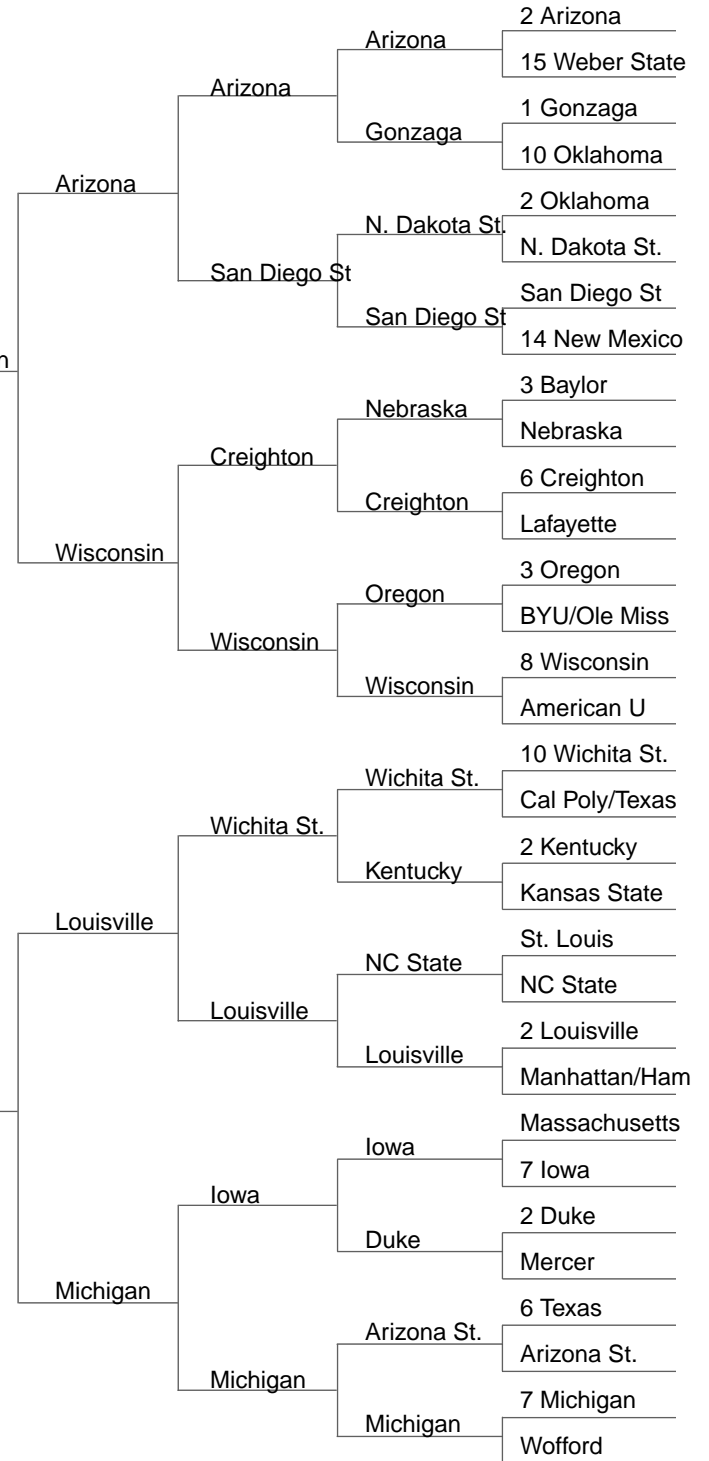 2 Arizona
Arizona
15 Weber State
Arizona
1 Gonzaga
Gonzaga
10 Oklahoma
Arizona
2 Oklahoma
N. Dakota St.
N. Dakota St.
San Diego St
San Diego St
San Diego St
14 New Mexico
n
3 Baylor
Nebraska
Nebraska
Creighton
6 Creighton
Creighton
Lafayette
Wisconsin
3 Oregon
Oregon
BYU/Ole Miss
Wisconsin
8 Wisconsin
Wisconsin
American U
10 Wichita St.
Wichita St.
Cal Poly/Texas
Wichita St.
2 Kentucky
Kentucky
Kansas State
Louisville
St. Louis
NC State
NC State
Louisville
2 Louisville
Louisville
Manhattan/Ham
Massachusetts
Iowa
7 Iowa
Iowa
2 Duke
Duke
Mercer
Michigan
6 Texas
Arizona St.
Arizona St.
Michigan
7 Michigan
Michigan
Wofford